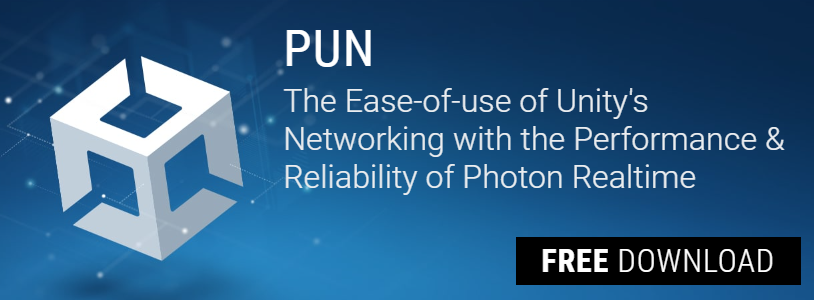 PUN
The Ease-of-use of Unity's
Networking with the Performance &
Reliability of Photon Realtime
FREE DOWNLOAD